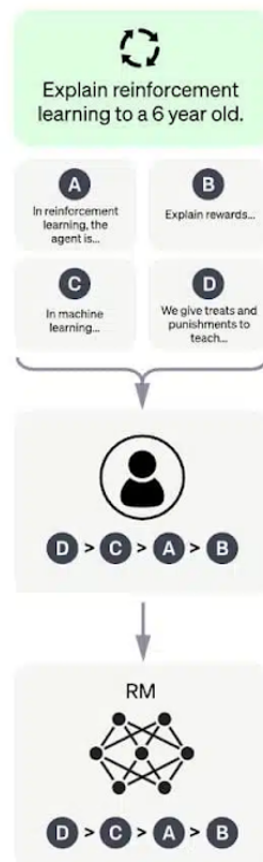 Explain reinforcement
learning to a 6 year old.
A
In reinforcement
learning, the
agent is...
B
Explain rewards...
C
In machine
learning...
D
We give treats and
punishments to
teach...
D > C > A > B
RM
D > C > A > B